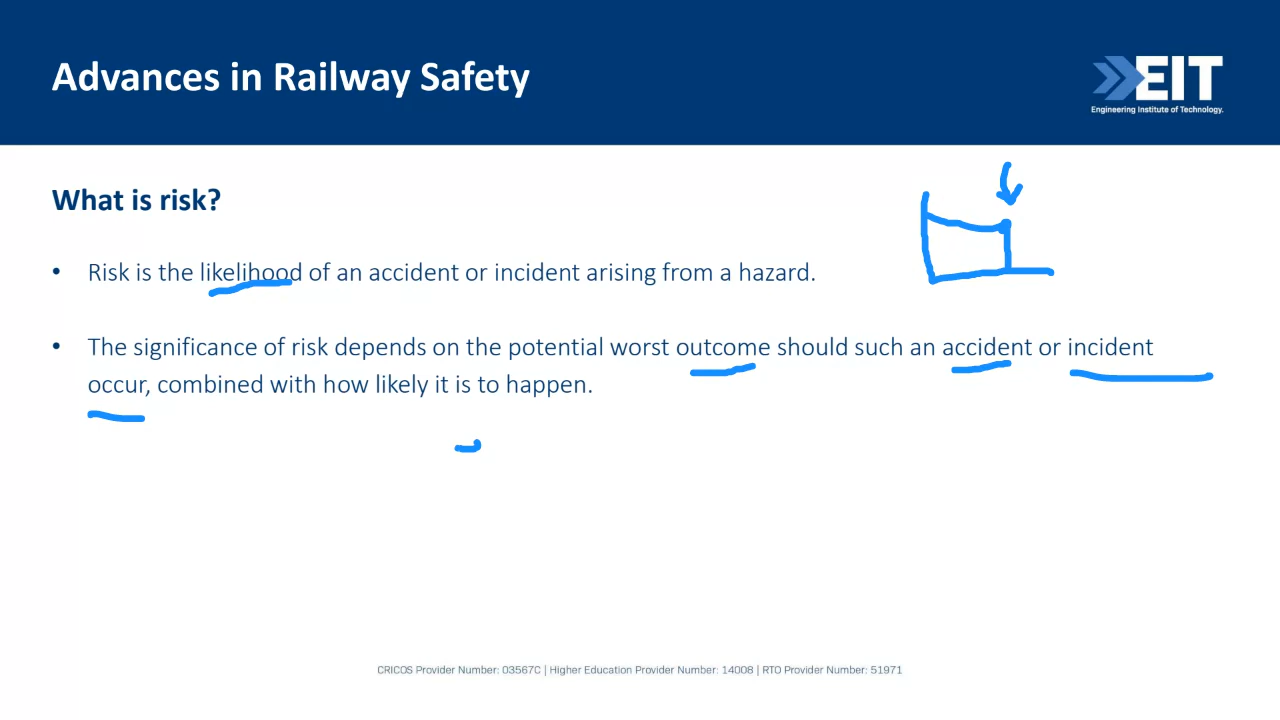 Advances in Railway Safety
EIT
Engineering Institute of Technology.
What is risk?
• Risk is the likelihood of an accident or incident arising from a hazard.
• The significance of risk depends on the potential worst outcome should such an accident or incident
occur, combined with how likely it is to happen.
CRICOS Provider Number: 03567C | Higher Education Provider Number: 14008 | RTO Provider Number: 51971